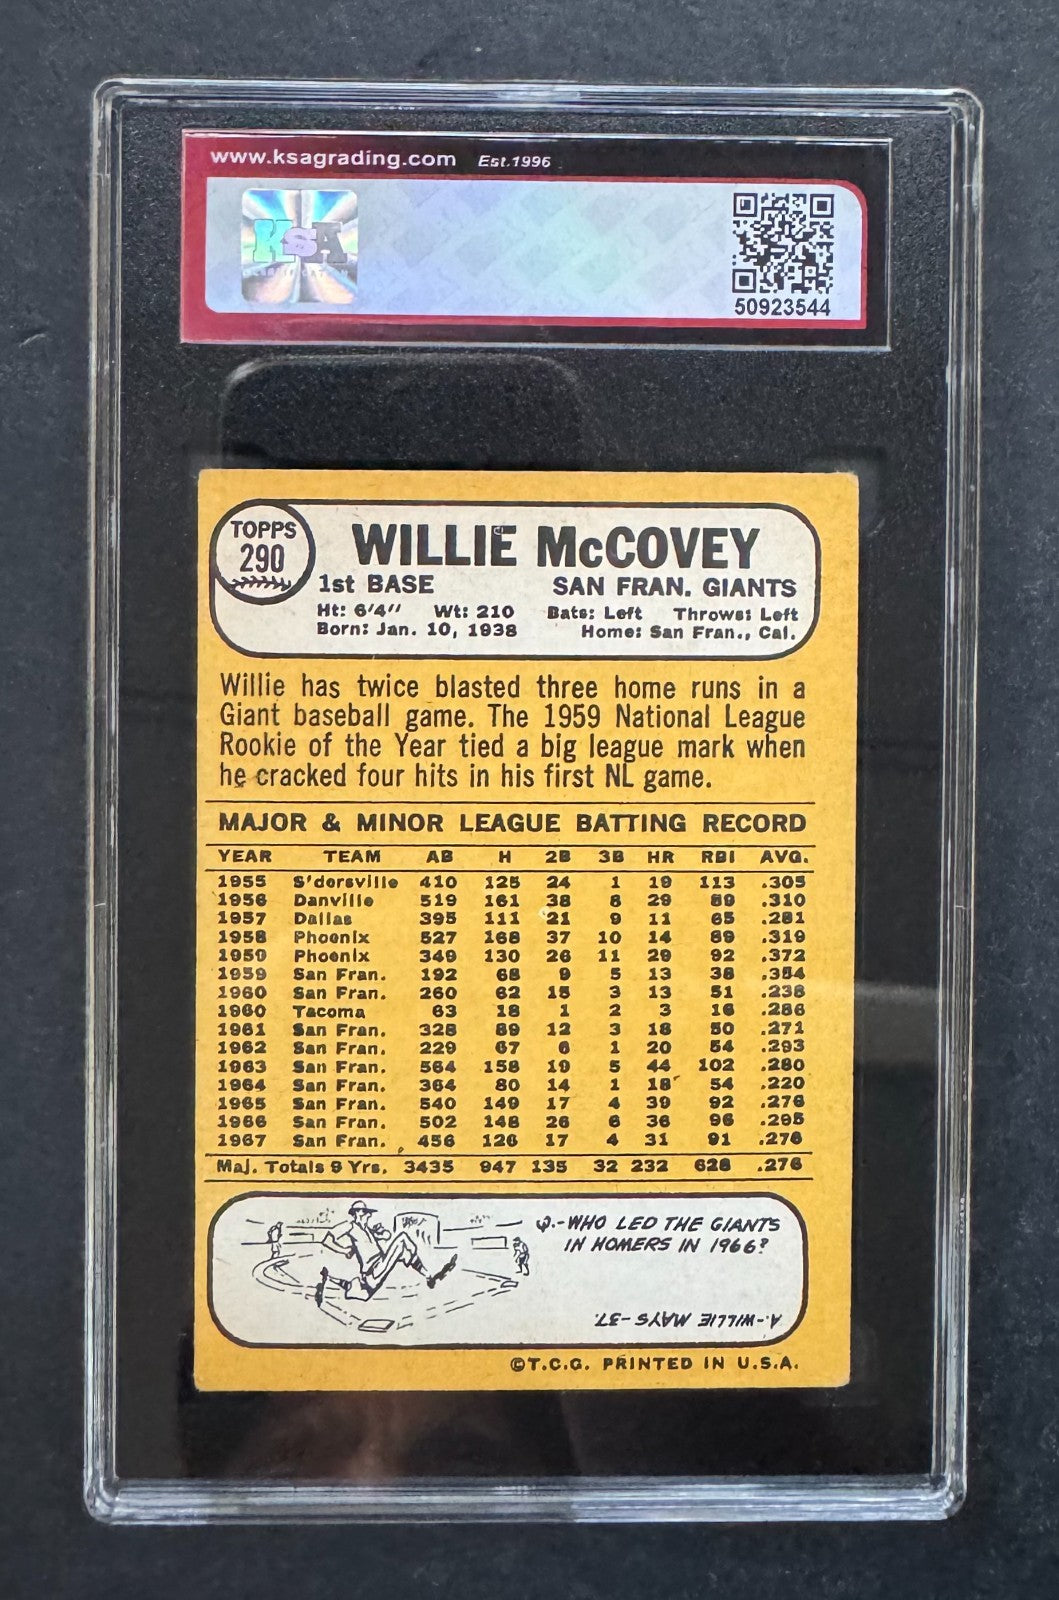 www.ksagrading.com Est.1996
KSA
50923544
TOPPS
290
WILLIE McCOVEY
1st BASE SAN FRAN. GIANTS
Ht: 6'4" Wt: 210 Bats: Left Throws: Left
Born: Jan. 10, 1938 Home: San Fran., Cal.
Willie has twice blasted three home runs in a
Giant baseball game. The 1959 National League
Rookie of the Year tied a big league mark when
he cracked four hits in his first NL game.
MAJOR & MINOR LEAGUE BATTING RECORD
YEAR TEAM AB H 2B 3B HR RBI AVG.
1955 S'dersville 410 125 24 1 19 113 .305
1956 Danville 519 161 38 8 29 89 .310
1957 Dallas 395 111 21 9 11 65 .281
1958 Phoenix 527 168 37 10 14 89 .319
1959 Phoenix 349 130 26 11 29 92 .372
1959 San Fran. 192 68 9 5 13 38 .354
1960 San Fran. 260 62 15 3 13 51 .238
1960 Tacoma 63 18 1 2 3 16 .286
1961 San Fran. 328 89 12 3 18 50 .271
1962 San Fran. 229 67 6 1 20 54 .293
1963 San Fran. 564 158 19 5 44 102 .280
1964 San Fran. 364 80 14 1 18 54 .220
1965 San Fran. 540 149 17 4 39 92 .276
1966 San Fran. 502 148 26 6 36 96 .295
1967 San Fran. 456 126 17 4 31 91 .276
Maj. Totals 9 Yrs. 3435 947 135 32 232 628 .276
Q.-WHO LED THE GIANTS
IN HOMERS IN 1966?
A.-WILLIE MAYS-37.
©T.C.G. PRINTED IN U.S.A.